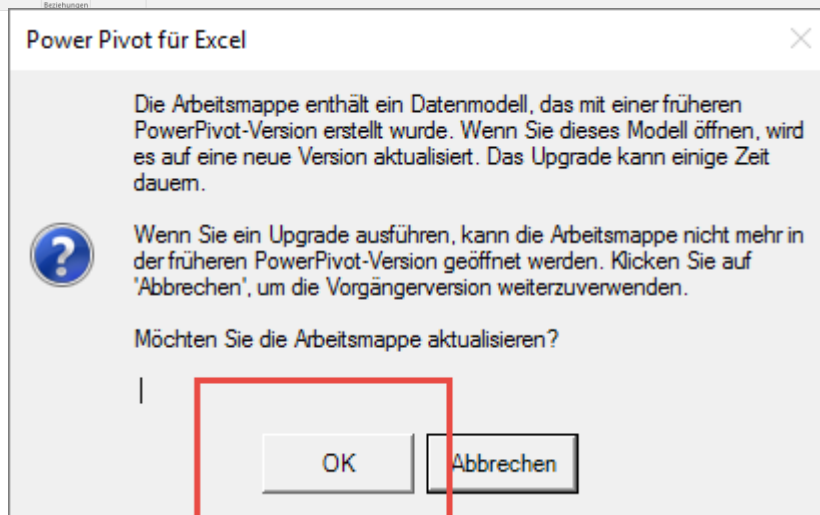 Beziehungen
Power Pivot für Excel
Die Arbeitsmappe enthält ein Datenmodell, das mit einer früheren
PowerPivot-Version erstellt wurde. Wenn Sie dieses Modell öffnen, wird
es auf eine neue Version aktualisiert. Das Upgrade kann einige Zeit
dauern.
Wenn Sie ein Upgrade ausführen, kann die Arbeitsmappe nicht mehr in
der früheren PowerPivot-Version geöffnet werden. Klicken Sie auf
'Abbrechen', um die Vorgängerversion weiterzuverwenden.
Möchten Sie die Arbeitsmappe aktualisieren?
OK
Abbrechen